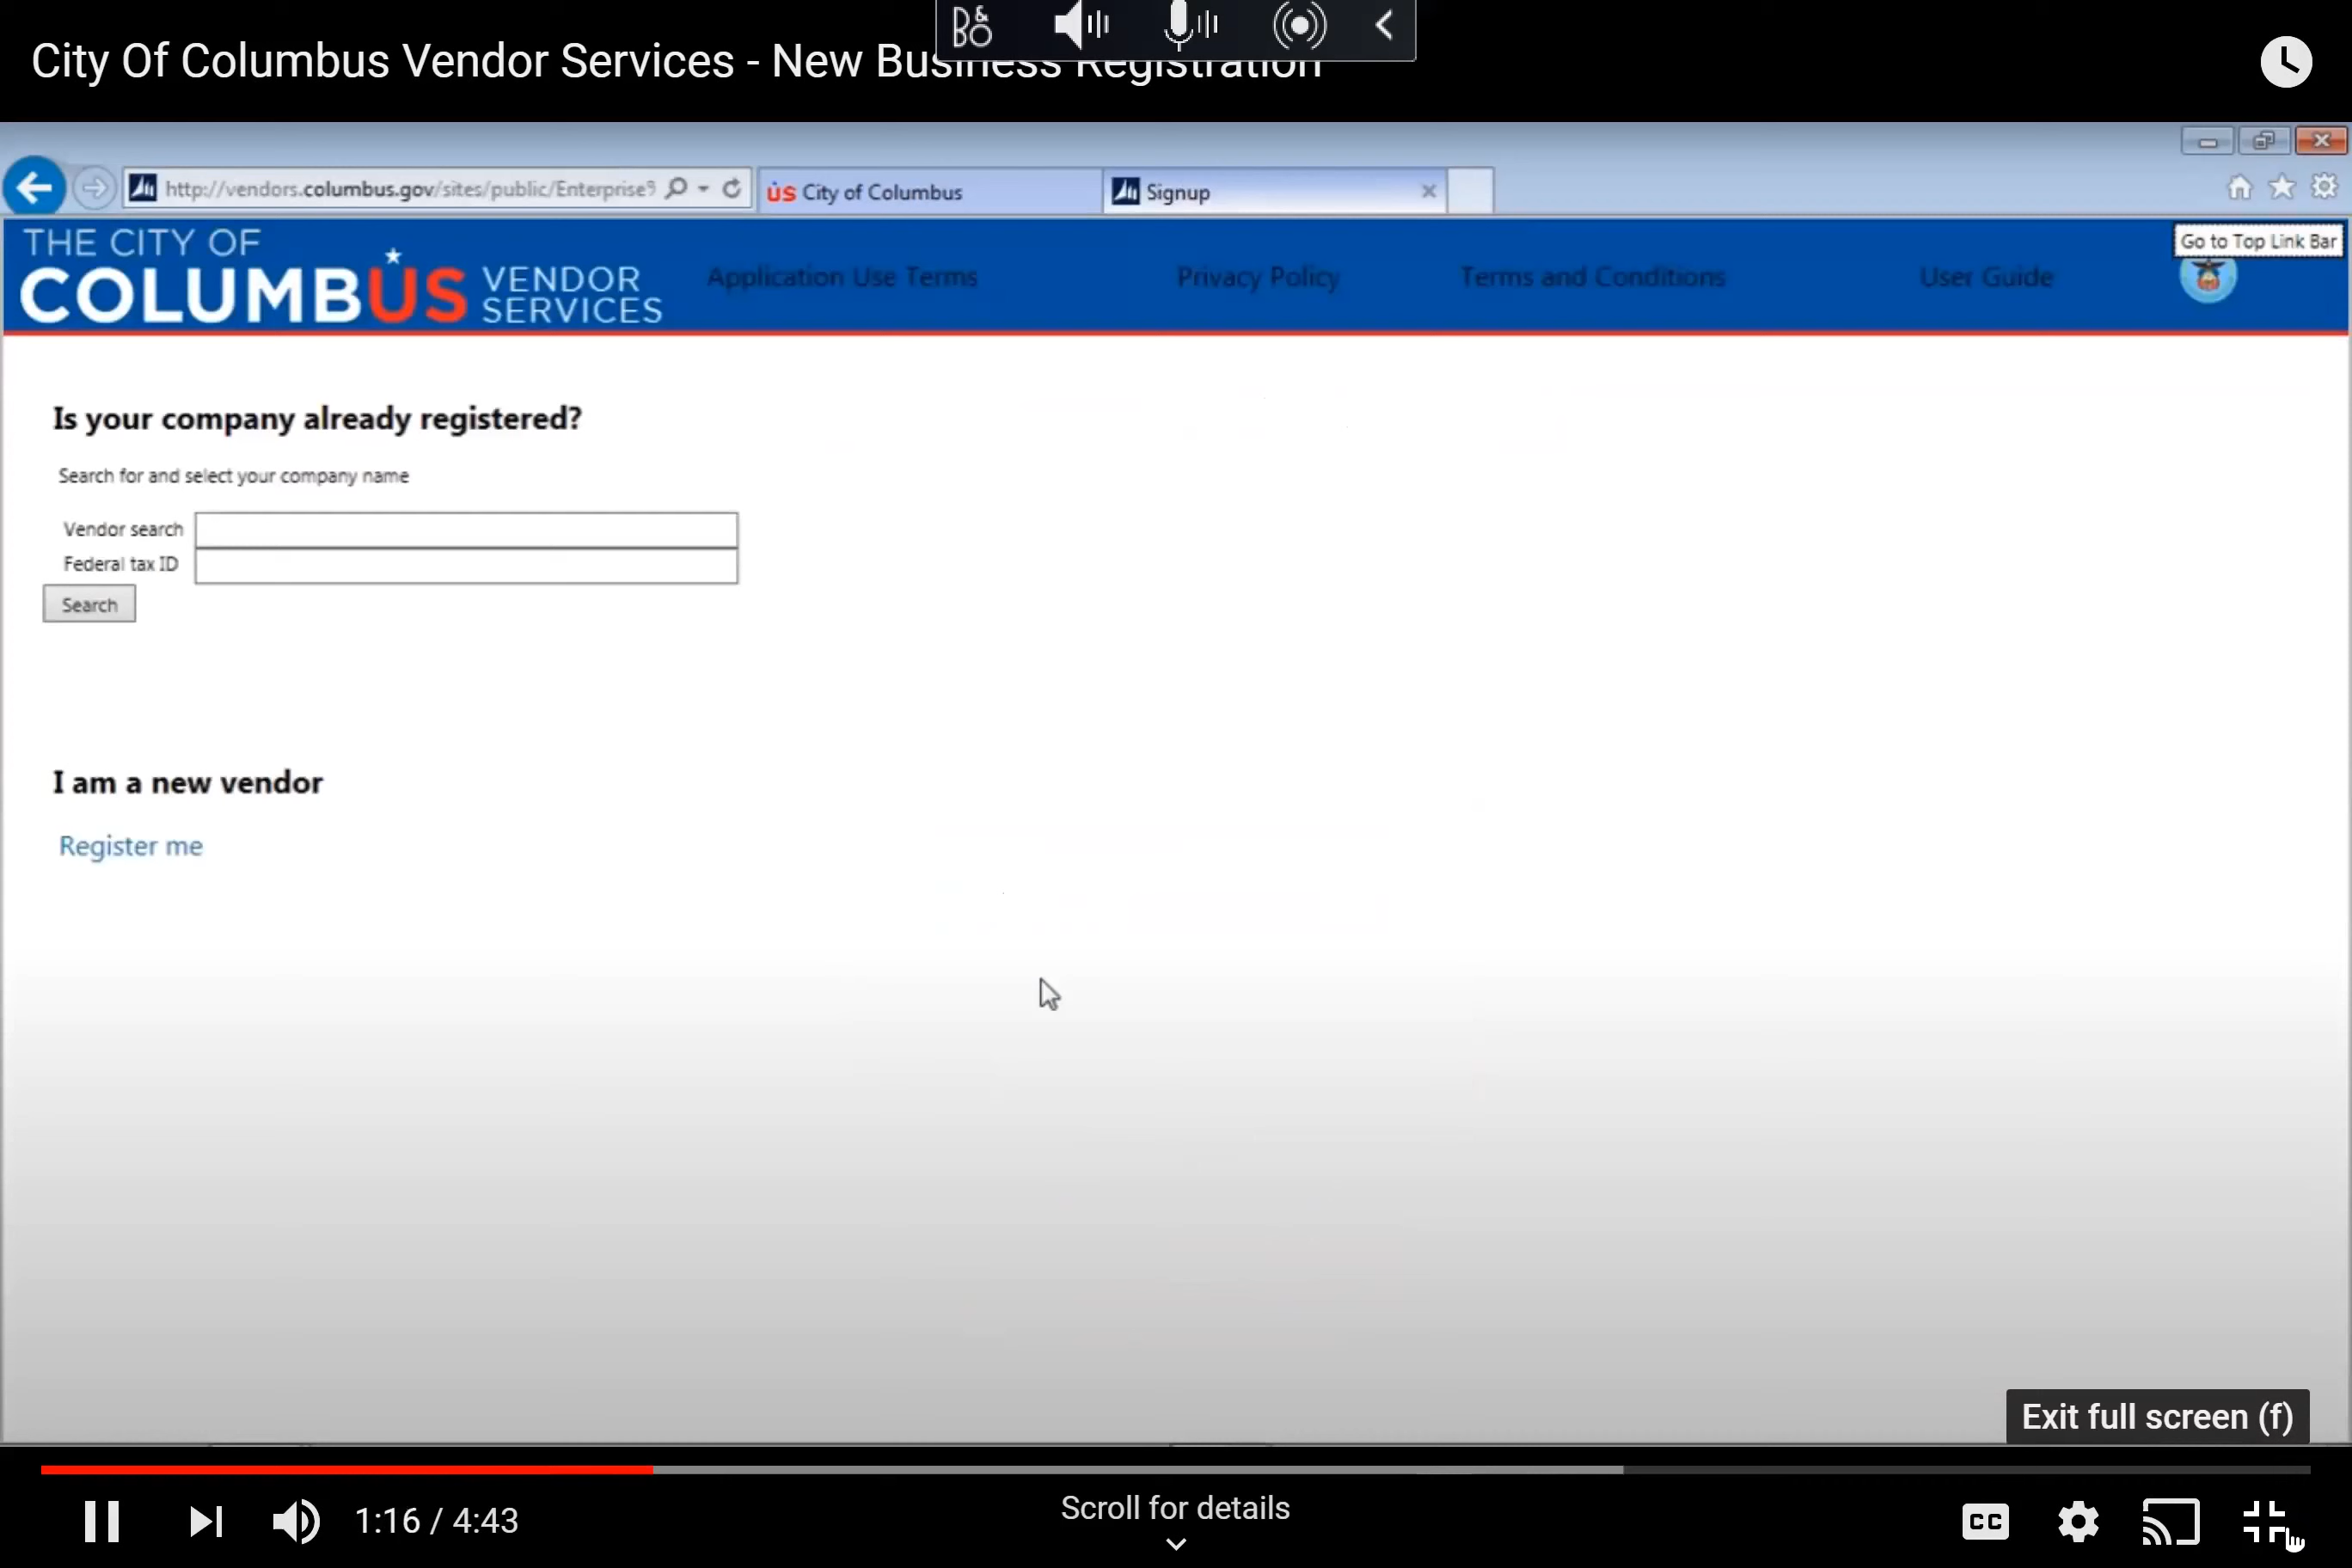 City Of Columbus Vendor Services - New Business Registration
B&O
http://vendors.columbus.gov/sites/public/Enterprise
us City of Columbus
Signup
THE CITY OF
COLUMBUS
VENDOR
SERVICES
Application Use Terms
Privacy Policy
Terms and Conditions
User Guide
Go to Top Link Bar
Is your company already registered?
Search for and select your company name
Vendor search
Federal tax ID
Search
I am a new vendor
Register me
Exit full screen (f)
1:16 / 4:43
Scroll for details
CC